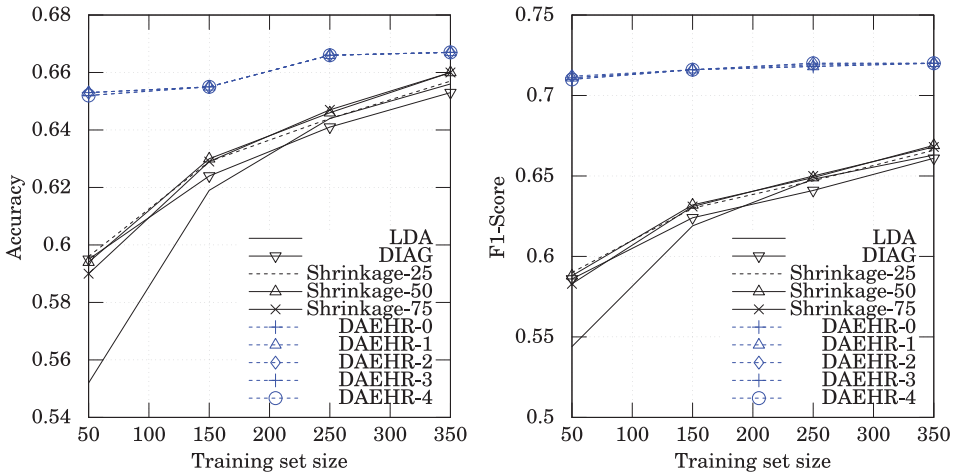 0.68
0.66
0.64
0.62
0.6
0.58
0.56
0.54
Accuracy
50
100
150
200
250
300
350
Training set size
LDA
DIAG
Shrinkage-25
Shrinkage-50
Shrinkage-75
DAEHR-0
DAEHR-1
DAEHR-2
DAEHR-3
DAEHR-4
0.75
0.7
0.65
0.6
0.55
0.5
F1-Score
50
100
150
200
250
300
350
Training set size
LDA
DIAG
Shrinkage-25
Shrinkage-50
Shrinkage-75
DAEHR-0
DAEHR-1
DAEHR-2
DAEHR-3
DAEHR-4